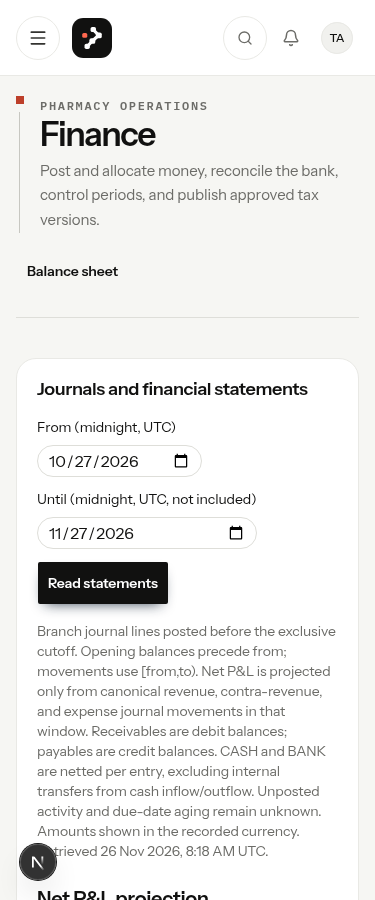 TA
PHARMACY OPERATIONS
Finance
Post and allocate money, reconcile the bank,
control periods, and publish approved tax
versions.
Balance sheet
Journals and financial statements
From (midnight, UTC)
10/27/2026
Until (midnight, UTC, not included)
11/27/2026
Read statements
Branch journal lines posted before the exclusive
cutoff. Opening balances precede from;
movements use [from,to). Net P&L is projected
only from canonical revenue, contra-revenue,
and expense journal movements in that
window. Receivables are debit balances;
payables are credit balances. CASH and BANK
are netted per entry, excluding internal
transfers from cash inflow/outflow. Unposted
activity and due-date aging remain unknown.
Amounts shown in the recorded currency.
trieved 26 Nov 2026, 8:18 AM UTC.
N
Net P&L projection